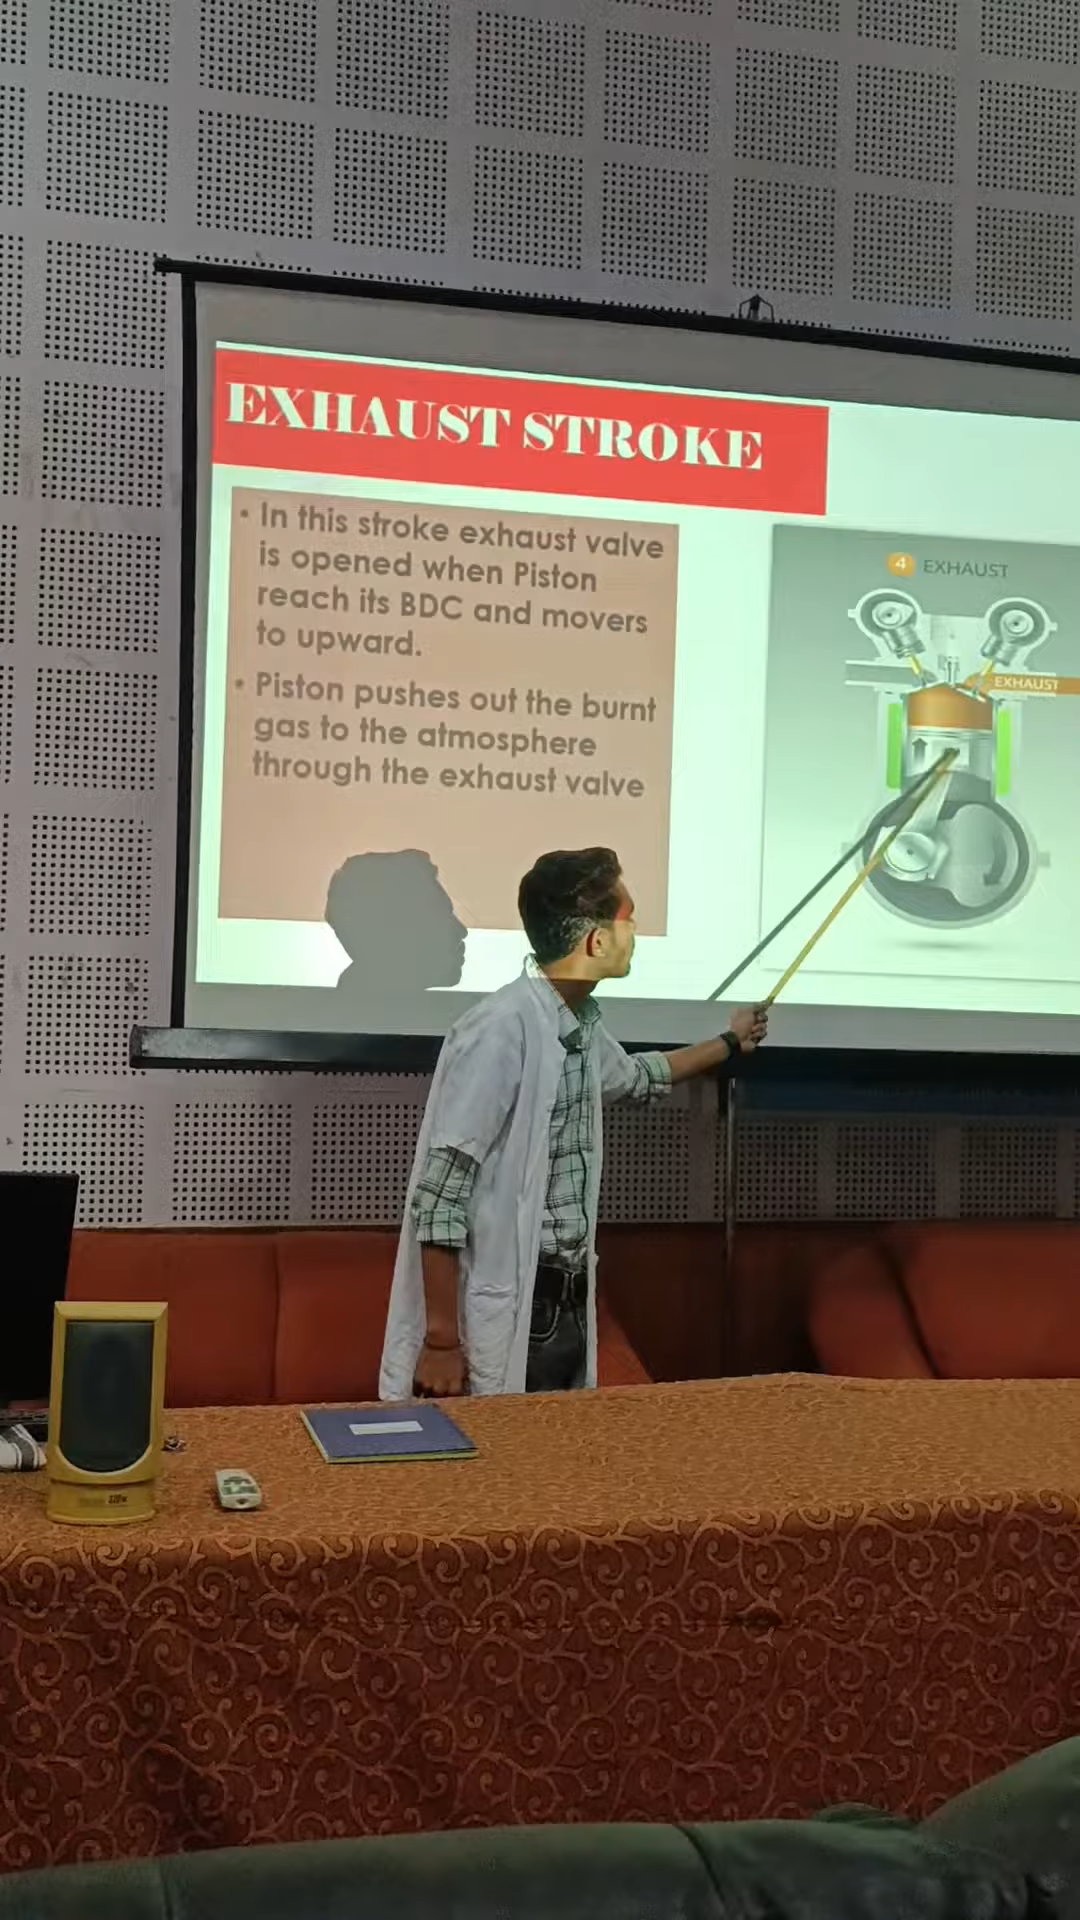 EXHAUST STROKE
• In this stroke exhaust valve
is opened when Piston
reach its BDC and movers
to upward.
• Piston pushes out the burnt
gas to the atmosphere
through the exhaust valve
4 EXHAUST
EXHAUST